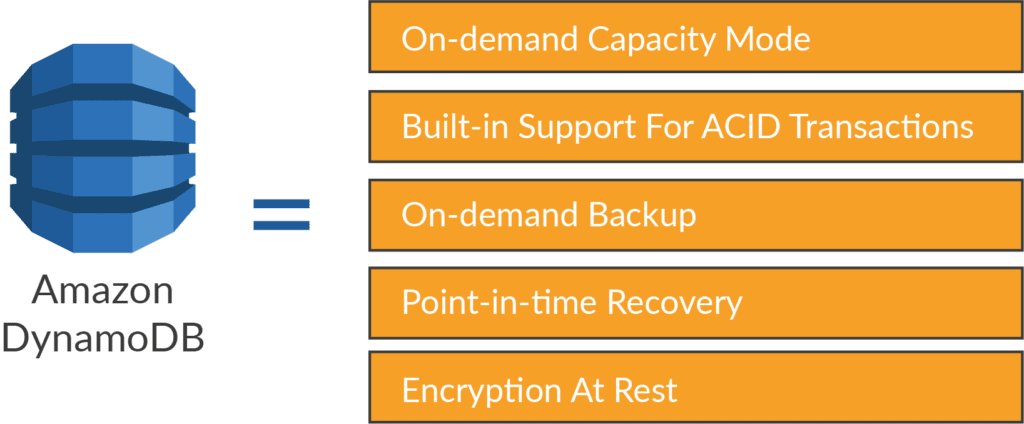 Amazon
DynamoDB
=
On-demand Capacity Mode
Built-in Support For ACID Transactions
On-demand Backup
Point-in-time Recovery
Encryption At Rest